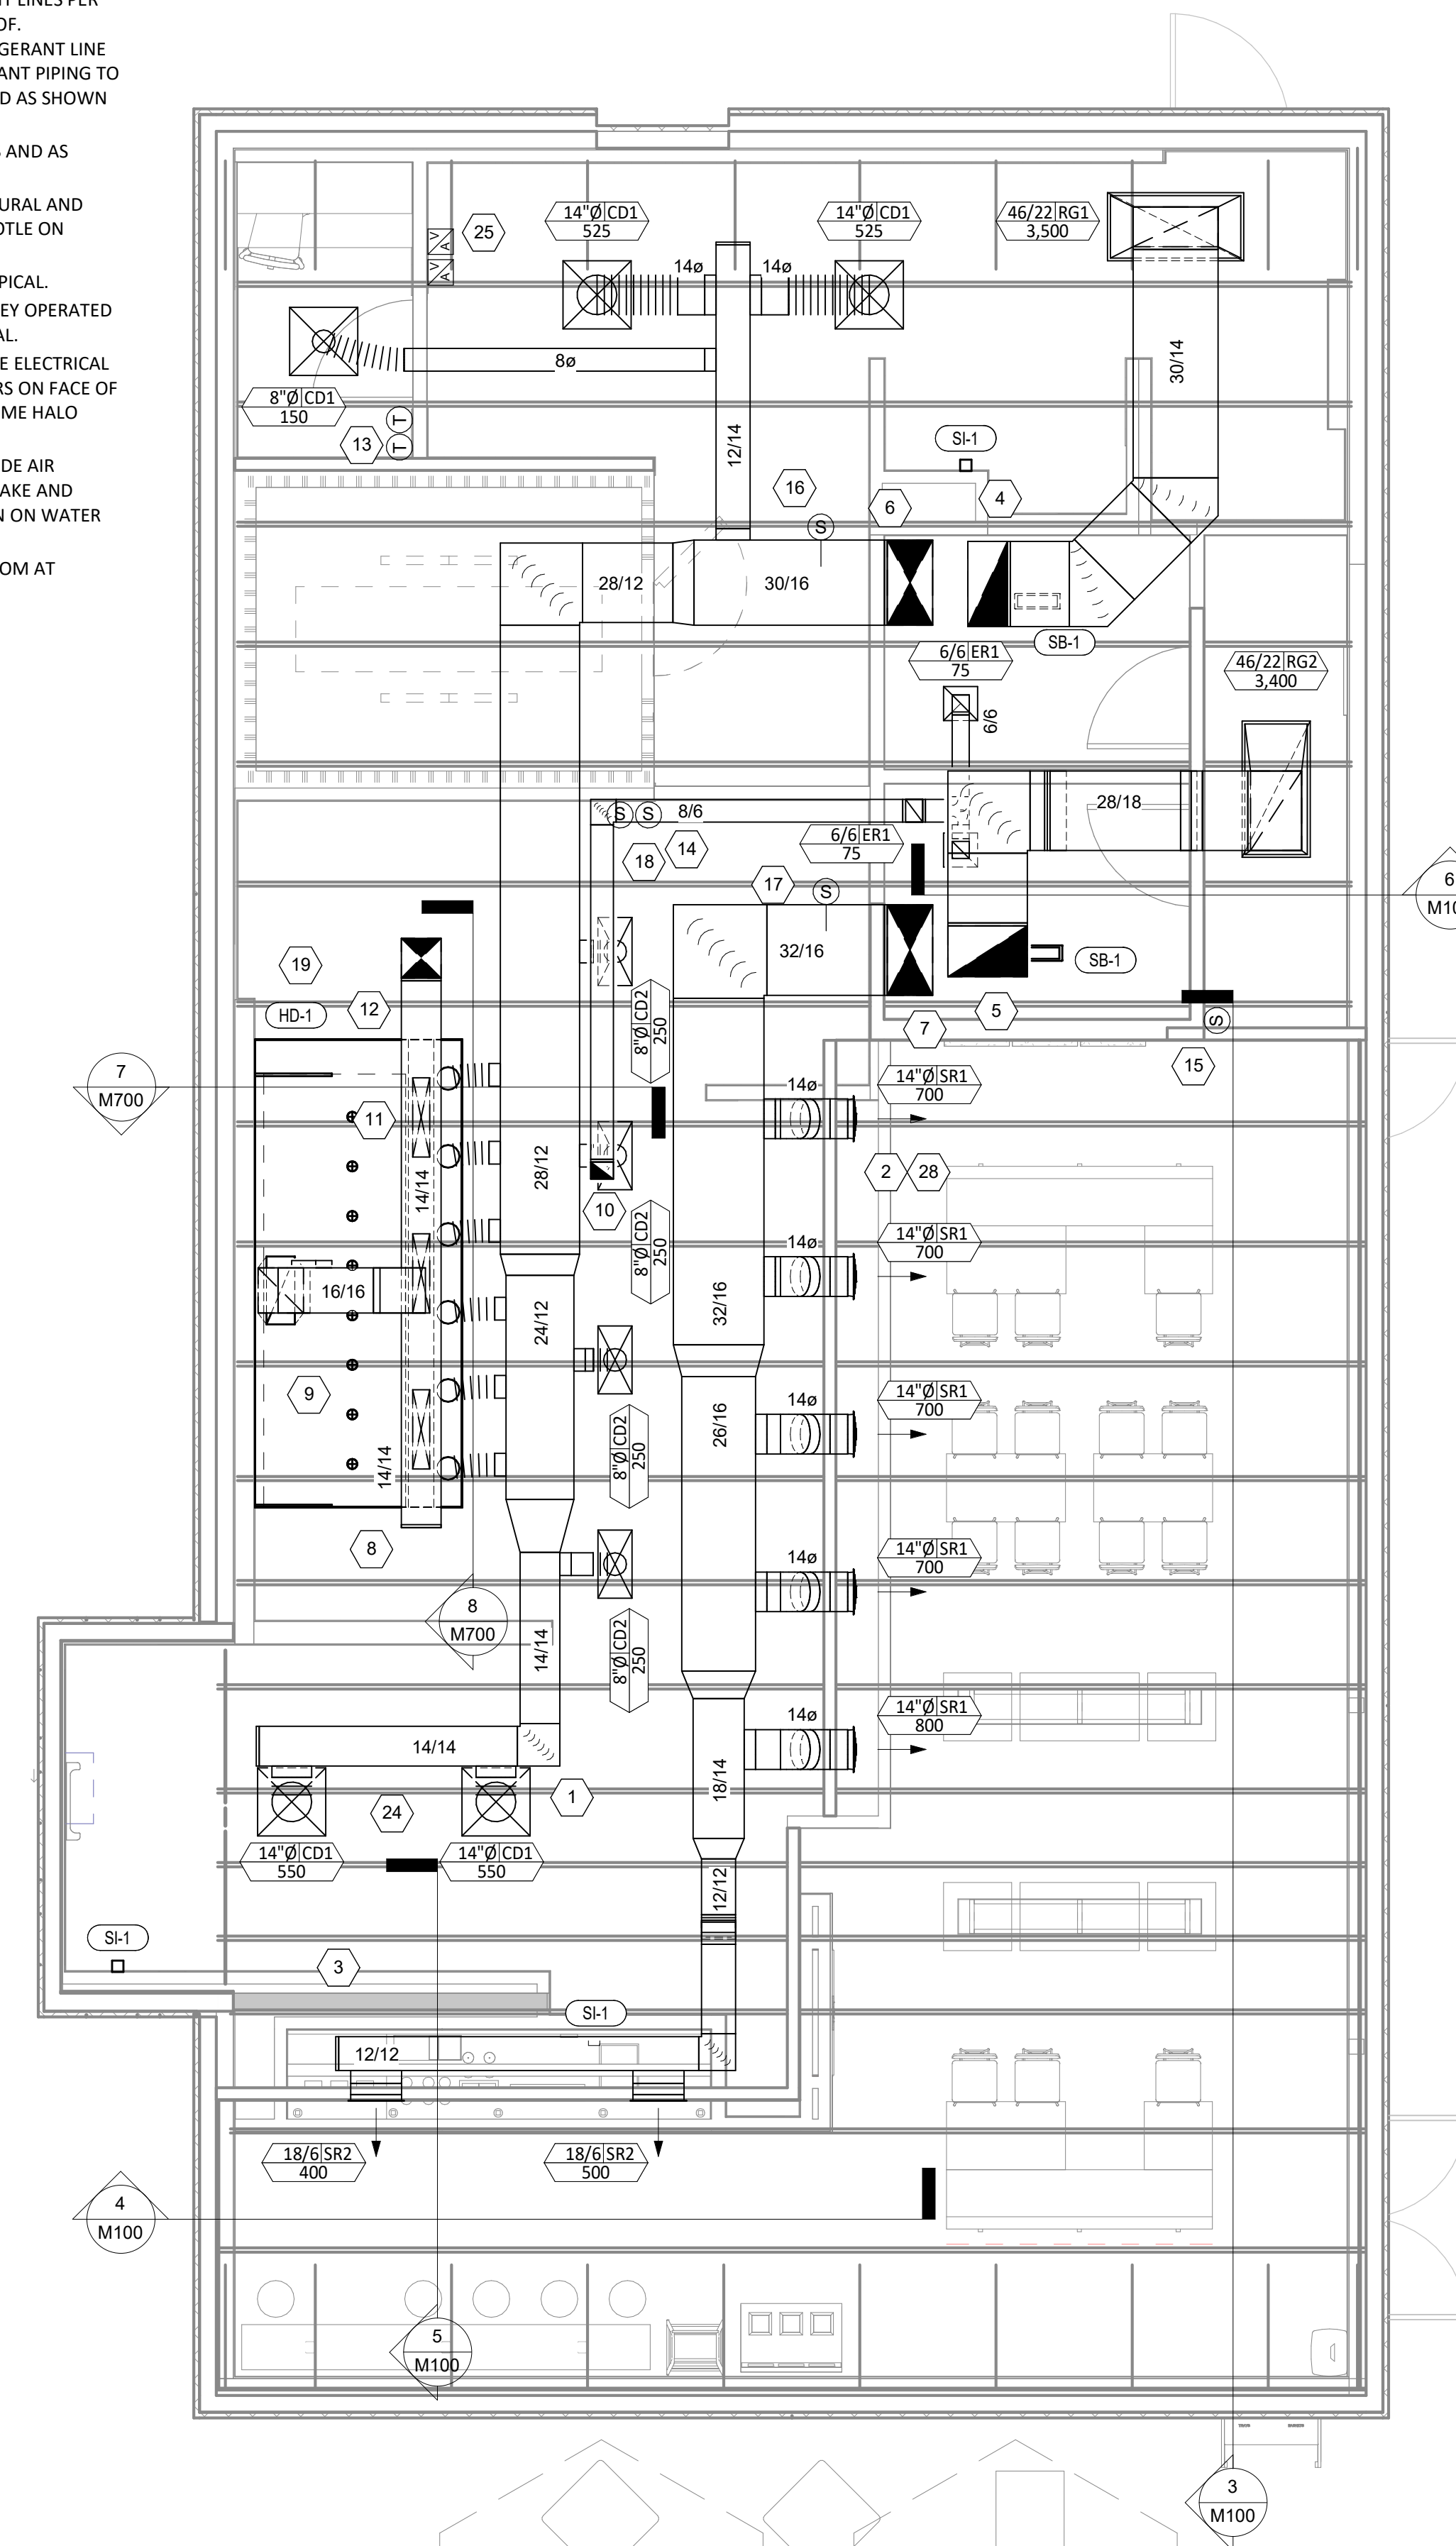 T LINES PER
OF.
GERANT LINE
ANT PIPING TO
D AS SHOWN
S AND AS
URAL AND
OTLE ON
PICAL.
EY OPERATED
AL.
E ELECTRICAL
RS ON FACE OF
ME HALO
DE AIR
AKE AND
N ON WATER
OM AT
25
V
A
V
A
14"Ø CD1
525
14"Ø CD1
525
46/22 RG1
3,500
14ø
14ø
8ø
30/14
8"Ø CD1
150
13
T
T
12/14
SI-1
16
6
4
S
28/12
30/16
SB-1
6/6 ER1
75
46/22 RG2
3,400
6/6
28/18
S
S
8/6
6/6 ER1
75
18
14
17
S
6
M10
32/16
SB-1
19
12
HD-1
8"Ø CD2
250
5
7
S
15
7
M700
14ø
14"Ø SR1
700
11
14/14
28/12
2
28
10
8"Ø CD2
250
14ø
14"Ø SR1
700
16/16
24/12
32/16
9
14ø
14"Ø SR1
700
26/16
8"Ø CD2
250
14/14
8
14ø
14"Ø SR1
700
8
M700
14/14
8"Ø CD2
250
14ø
14"Ø SR1
800
14/14
18/14
1
24
14"Ø CD1
550
14"Ø CD1
550
12/12
SI-1
3
SI-1
12/12
18/6 SR2
400
18/6 SR2
500
4
M100
5
M100
3
M100